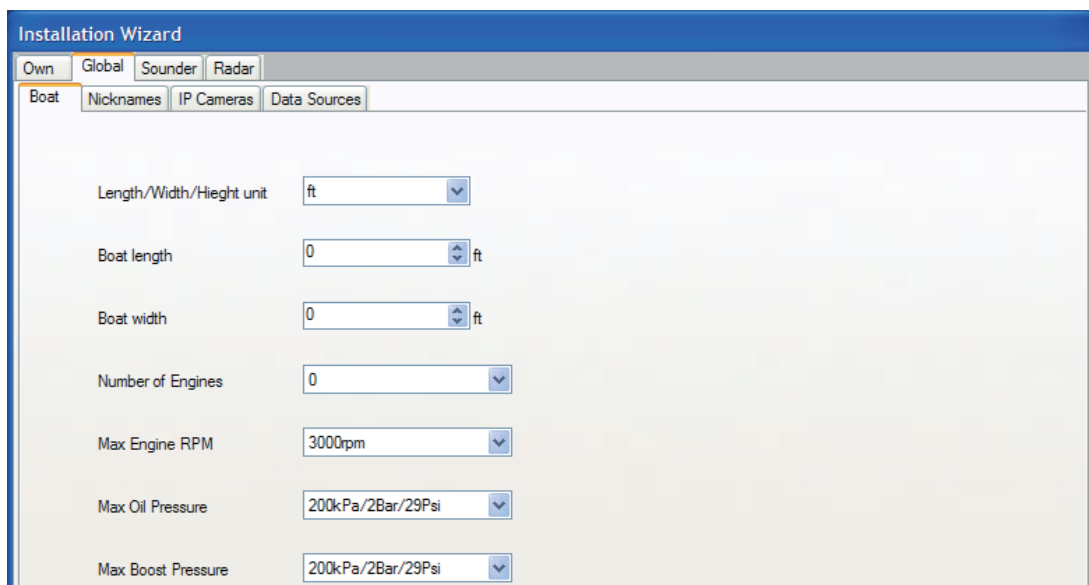 Installation Wizard
Own Global Sounder Radar
Boat Nicknames IP Cameras Data Sources
Length/Width/Hieght unit ft
Boat length 0 ft
Boat width 0 ft
Number of Engines 0
Max Engine RPM 3000rpm
Max Oil Pressure 200kPa/2Bar/29Psi
Max Boost Pressure 200kPa/2Bar/29Psi